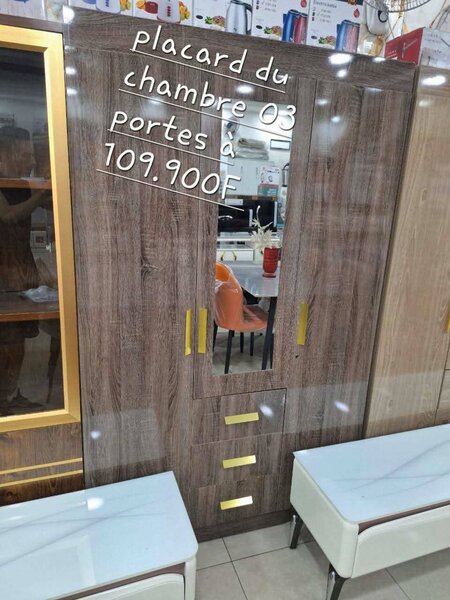 placard du
chambre 03
portes à
109.900F